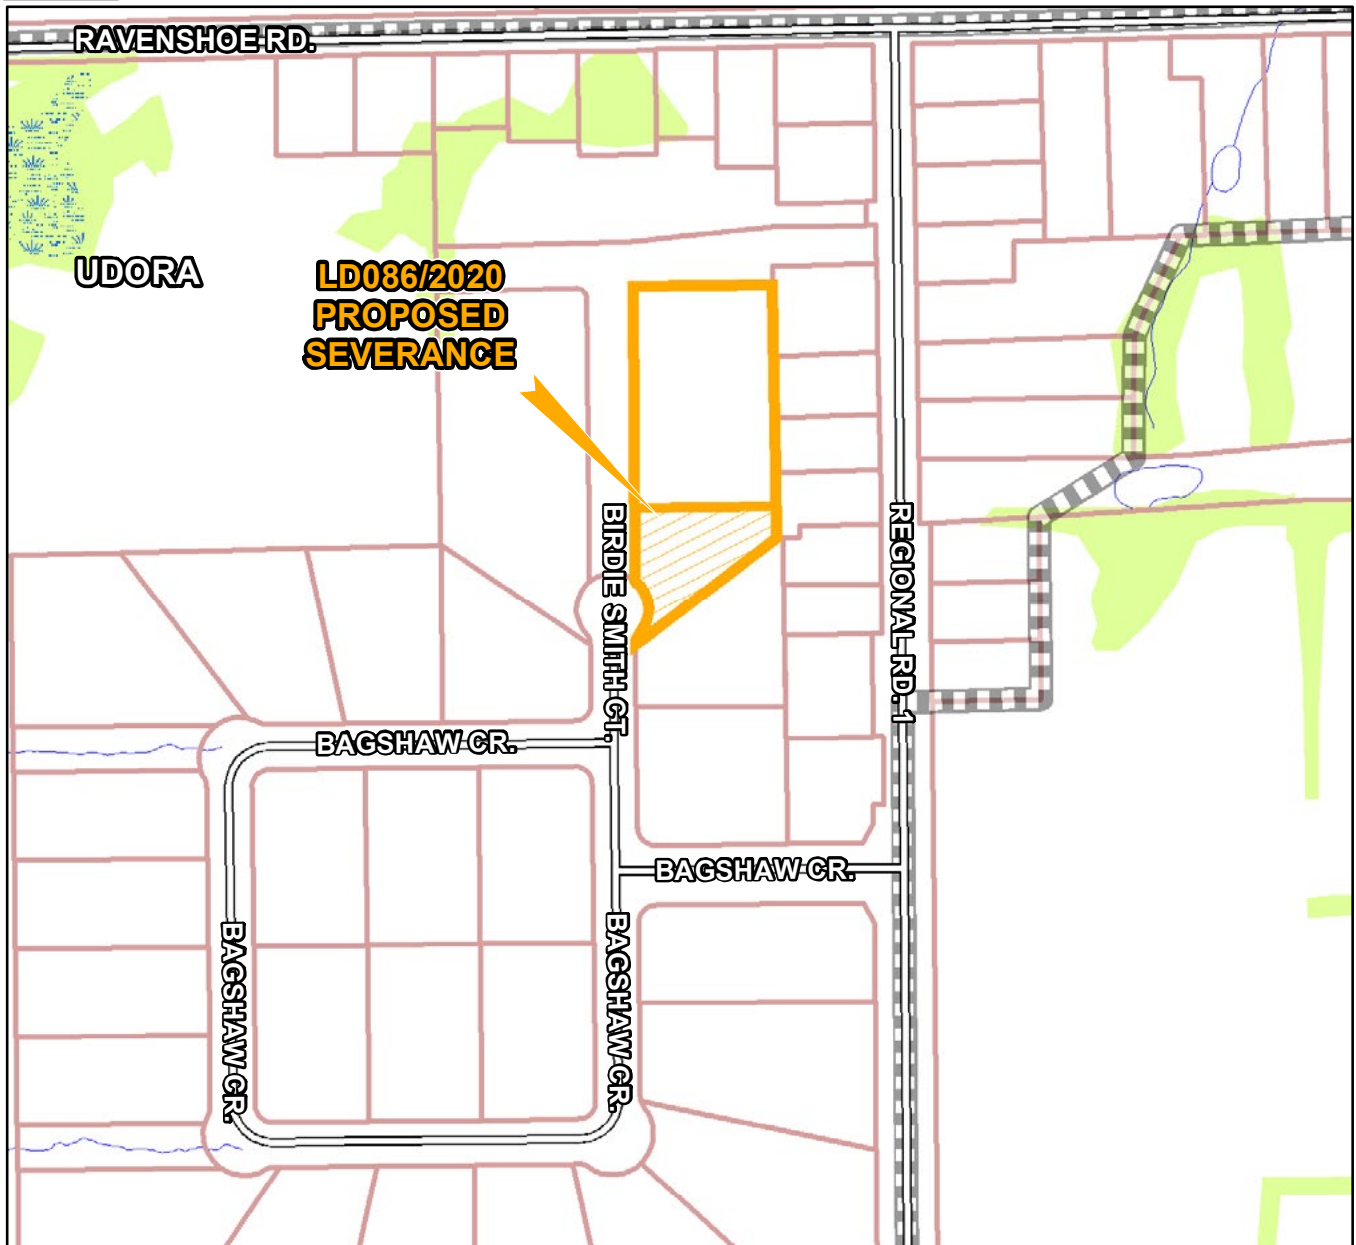 RAVENSHOE RD.
UDORA
LD086/2020
PROPOSED
SEVERANCE
BIRDIE SMITH CT.
REGIONAL RD. 1
BAGSHAW CR.
BAGSHAW CR.
BAGSHAW CR.
BAGSHAW CR.